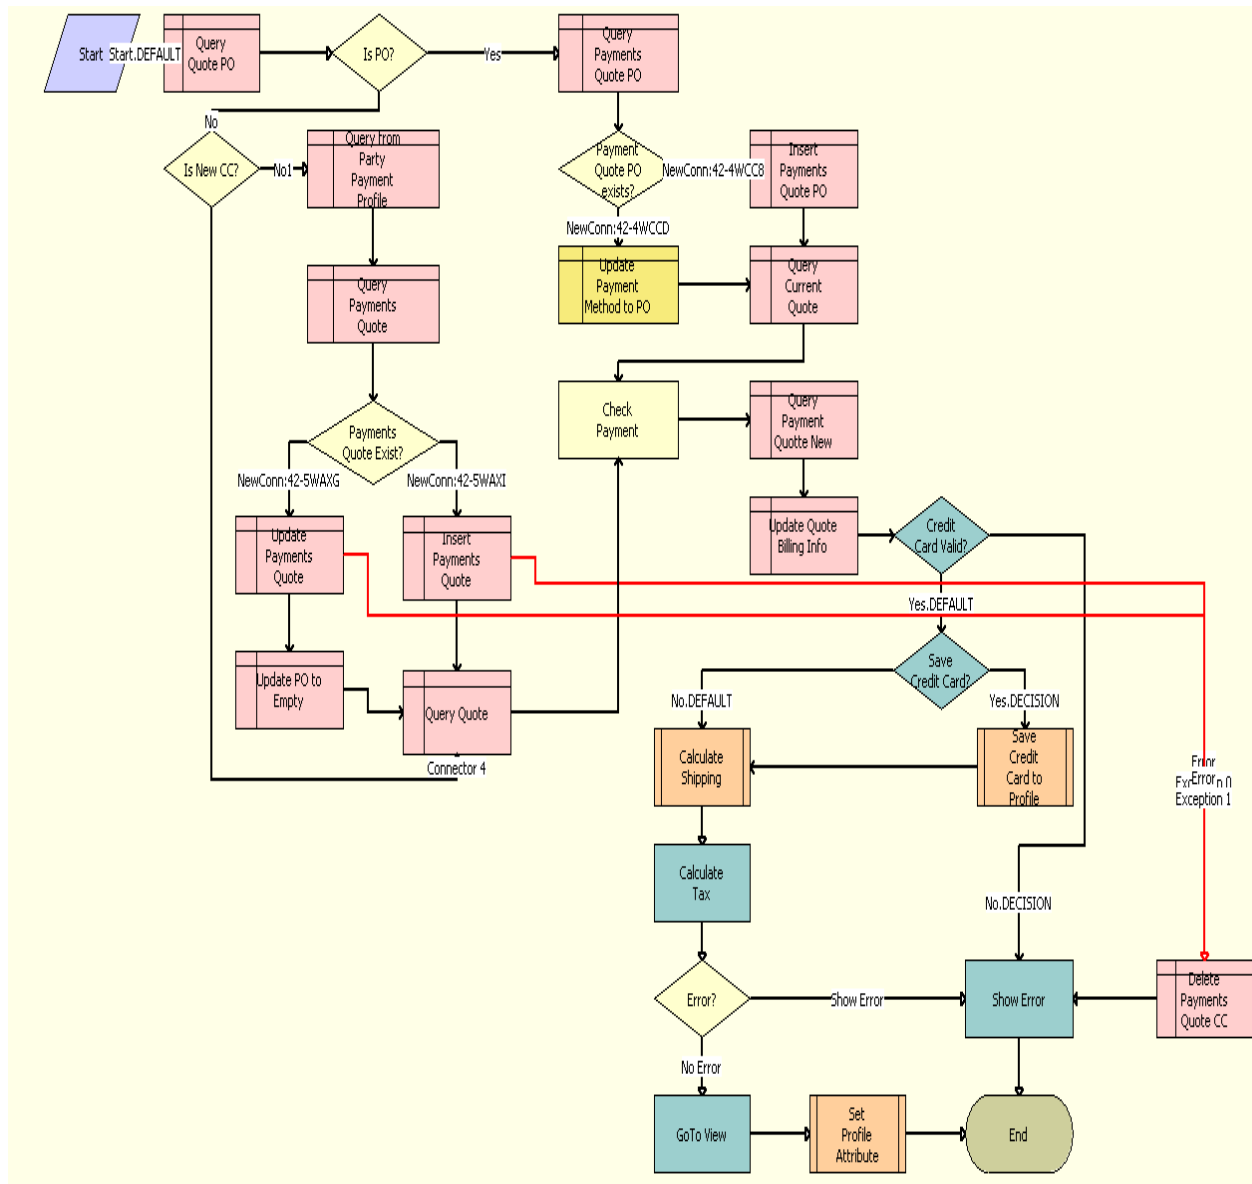 Start
Start.DEFAULT
Query
Quote PO
Is PO?
Yes
Query
Payments
Quote PO
No
Is New CC?
No1
Query from
Party
Payment
Profile
Payment
Quote PO
exists?
NewConn:42-4WCC8
Insert
Payments
Quote PO
NewConn:42-4WCCD
Query
Payments
Quote
Update
Payment
Method to PO
Query
Current
Quote
Payments
Quote Exist?
Check
Payment
Query
Payment
Quotte New
NewConn:42-5WAXG
NewConn:42-5WAXI
Update
Payments
Quote
Insert
Payments
Quote
Update Quote
Billing Info
Credit
Card Valid?
Yes.DEFAULT
Update PO to
Empty
Query Quote
Connector 4
Save
Credit Card?
No.DEFAULT
Yes.DECISION
Calculate
Shipping
Save
Credit
Card to
Profile
Error
Error
Exception 1
Calculate
Tax
No.DECISION
Error?
Show Error
Show Error
Delete
Payments
Quote CC
No Error
GoTo View
Set
Profile
Attribute
End